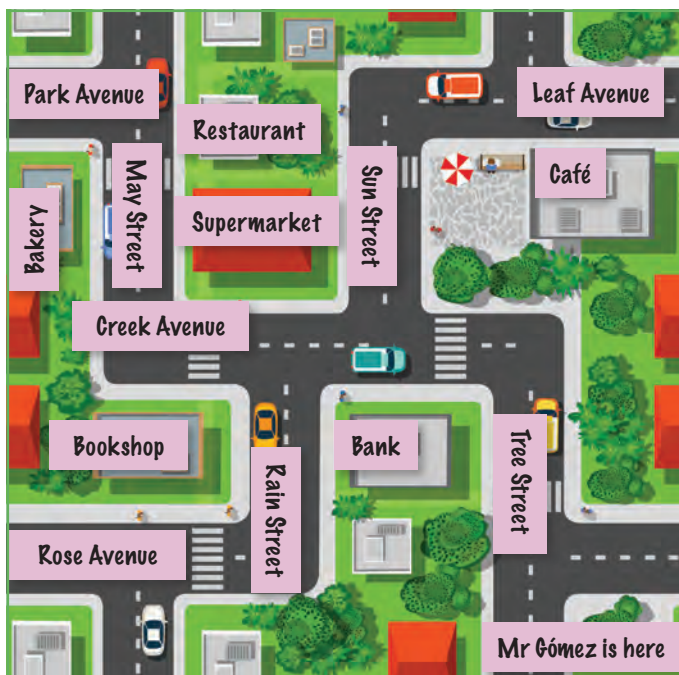 Park Avenue
Leaf Avenue
Restaurant
May Street
Sun Street
Café
Bakery
Supermarket
Creek Avenue
Bookshop
Bank
Tree Street
Rain Street
Rose Avenue
Mr Gómez is here